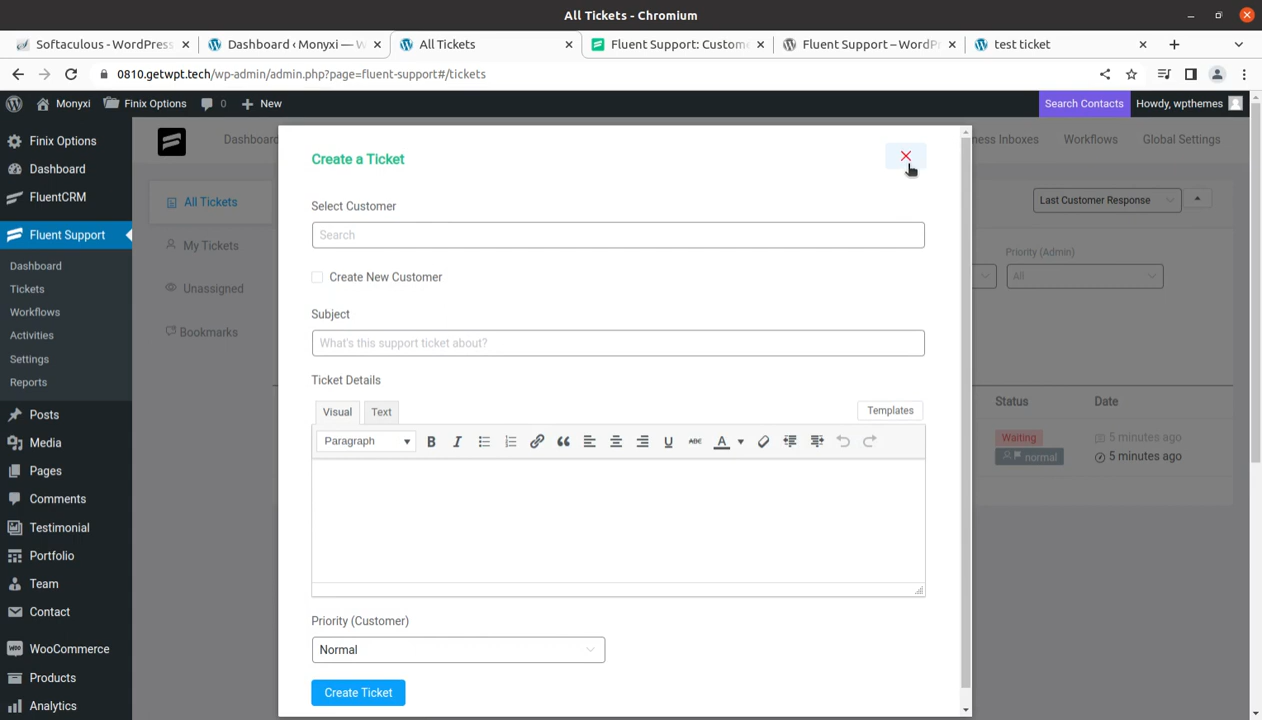 All Tickets - Chromium
Softaculous - WordPress
Dashboard ‹ Monyxi — W
All Tickets
Fluent Support: Custome
Fluent Support – WordPr
test ticket
0810.getwpt.tech/wp-admin/admin.php?page=fluent-support#/tickets
Monyxi
Finix Options
0
New
Search Contacts
Howdy, wpthemes
Finix Options
Dashboard
FluentCRM
Fluent Support
Dashboard
Tickets
Workflows
Activities
Settings
Reports
Posts
Media
Pages
Comments
Testimonial
Portfolio
Team
Contact
WooCommerce
Products
Analytics
Dashboard
ness Inboxes
Workflows
Global Settings
All Tickets
My Tickets
Unassigned
Bookmarks
Last Customer Response
Priority (Admin)
All
Status
Date
Waiting
5 minutes ago
normal
5 minutes ago
Create a Ticket
Select Customer
Search
Create New Customer
Subject
What's this support ticket about?
Ticket Details
Visual
Text
Templates
Paragraph
B
I
U
ABC
A
Priority (Customer)
Normal
Create Ticket